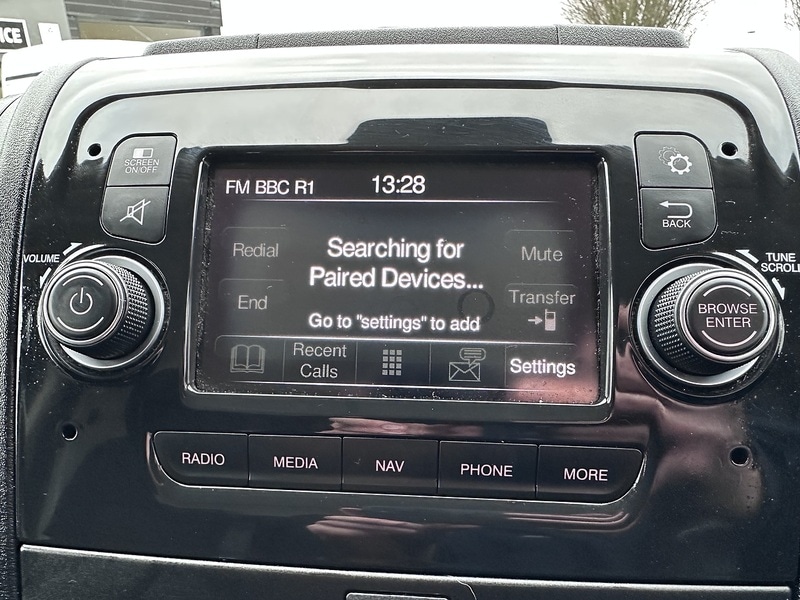 ICE
SCREEN
ON/OFF
VOLUME
FM BBC R1 13:28
Redial
Searching for
Paired Devices...
Mute
End
Transfer
Go to "settings" to add
Recent
Calls
Settings
BACK
TUNE
SCROLL
BROWSE
ENTER
RADIO MEDIA NAV PHONE MORE